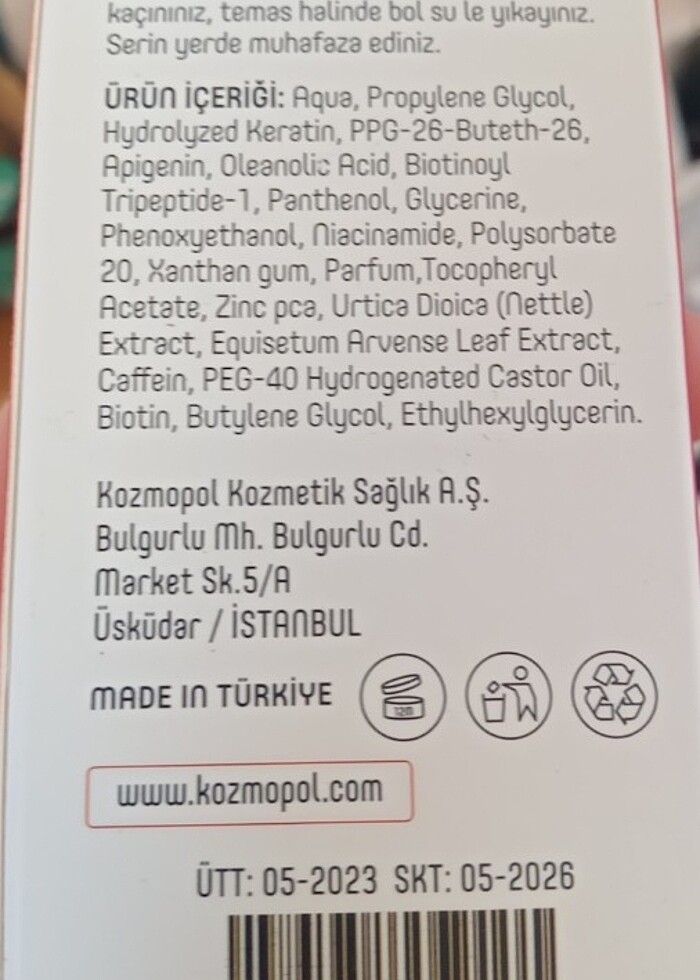 kaçınınız, temas halinde bol su le yıkayınız.
Serin yerde muhafaza ediniz.
ÜRÜN İÇERİĞİ: Aqua, Propylene Glycol,
Hydrolyzed Keratin, PPG-26-Buteth-26,
Apigenin, Oleanolic Acid, Biotinoyl
Tripeptide-1, Panthenol, Glycerine,
Phenoxyethanol, Niacinamide, Polysorbate
20, Xanthan gum, Parfum,Tocopheryl
Acetate, Zinc pca, Urtica Dioica (Nettle)
Extract, Equisetum Arvense Leaf Extract,
Caffein, PEG-40 Hydrogenated Castor Oil,
Biotin, Butylene Glycol, Ethylhexylglycerin.
Kozmopol Kozmetik Sağlık A.Ş.
Bulgurlu Mh. Bulgurlu Cd.
Market Sk.5/A
Üsküdar / İSTANBUL
MADE IN TÜRKİYE 12M
www.kozmopol.com
ÜTT: 05-2023 SKT: 05-2026